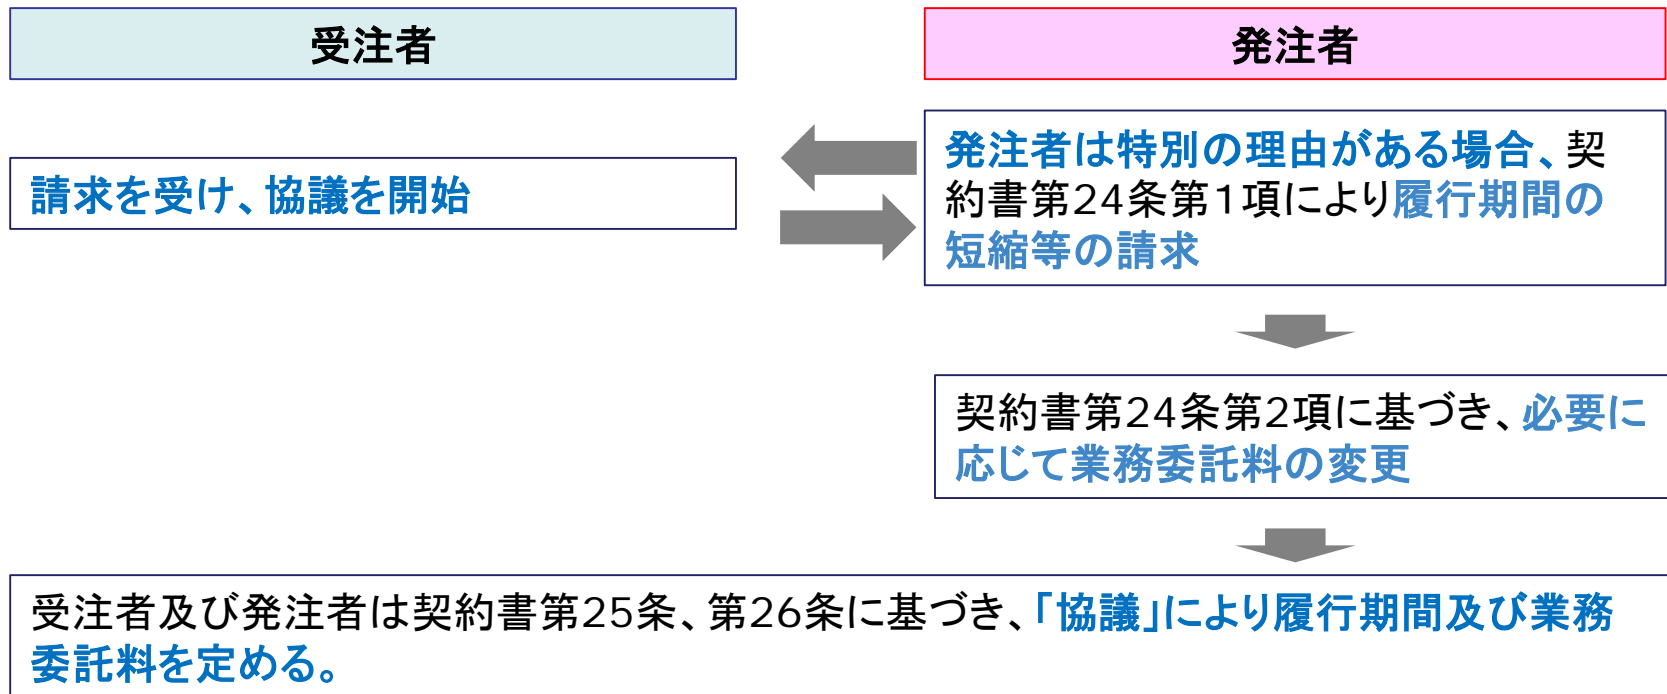 受注者
発注者
発注者は特別の理由がある場合、契
約書第24条第1項により履行期間の
短縮等の請求
請求を受け、協議を開始
契約書第24条第2項に基づき、必要に
応じて業務委託料の変更
受注者及び発注者は契約書第25条、第26条に基づき、「協議」により履行期間及び業務
委託料を定める。